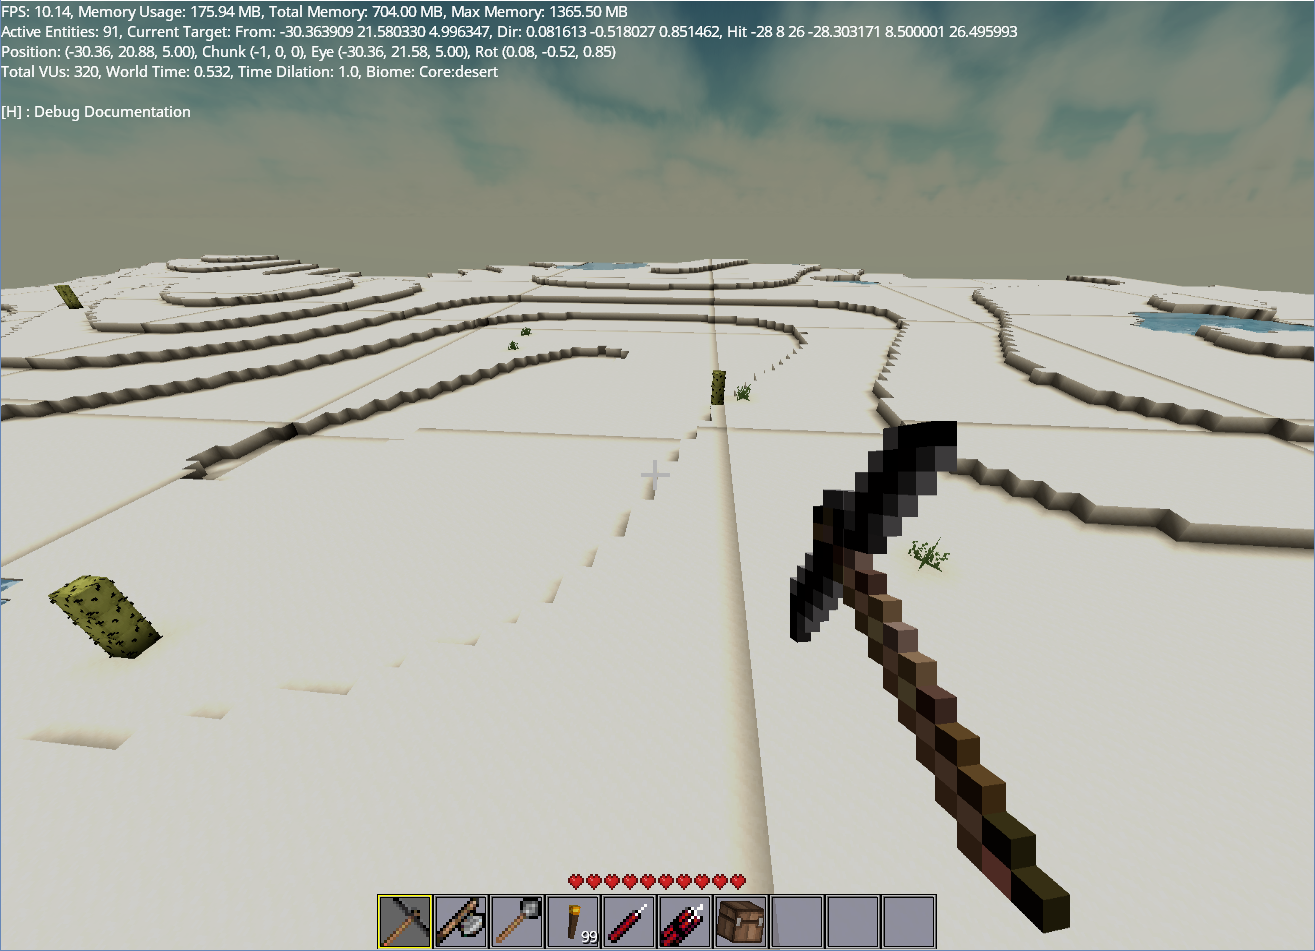 FPS: 10.14, Memory Usage: 175.94 MB, Total Memory: 704.00 MB, Max Memory: 1365.50 MB
Active Entities: 91, Current Target: From: -30.363909 21.580330 4.996347, Dir: 0.081613 -0.518027 0.851462, Hit -28 8 26 -28.303171 8.500001 26.495993
Position: (-30.36, 20.88, 5.00), Chunk (-1, 0, 0), Eye (-30.36, 21.58, 5.00), Rot (0.08, -0.52, 0.85)
Total VUs: 320, World Time: 0.532, Time Dilation: 1.0, Biome: Core:desert
[H] : Debug Documentation
99